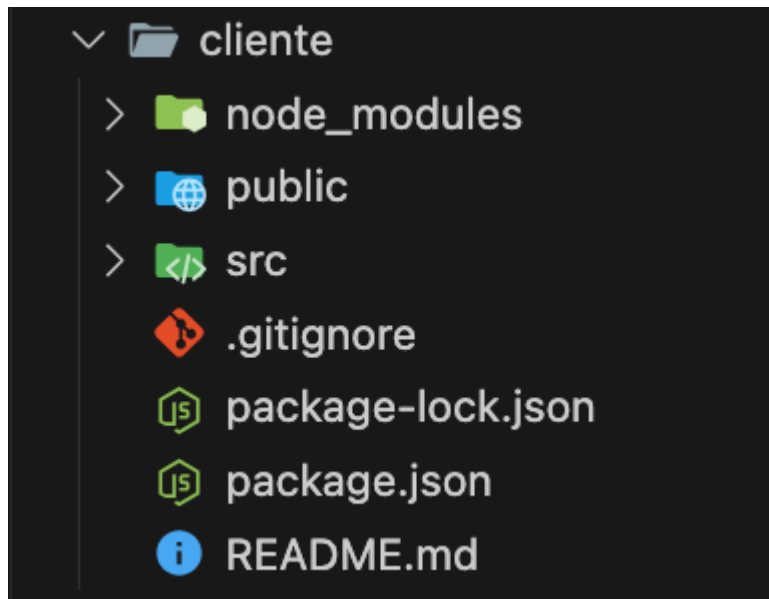 cliente
node_modules
public
src
.gitignore
package-lock.json
package.json
README.md